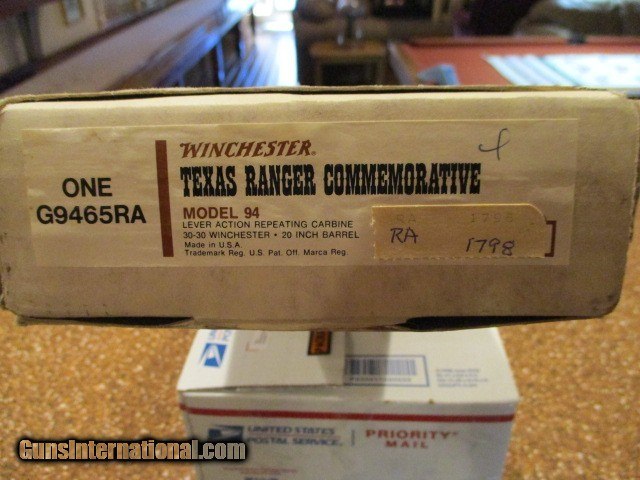 ONE
G9465RA
WINCHESTER®
TEXAS RANGER COMMEMORATIVE
MODEL 94
LEVER ACTION REPEATING CARBINE
30-30 WINCHESTER • 20 INCH BARREL
Made in U.S.A.
Trademark Reg. U.S. Pat. Off. Marca Reg.
RA
RA 1798
UNITED STATES
POSTAL SERVICE
PRIORITY
MAIL
GunsInternational.com